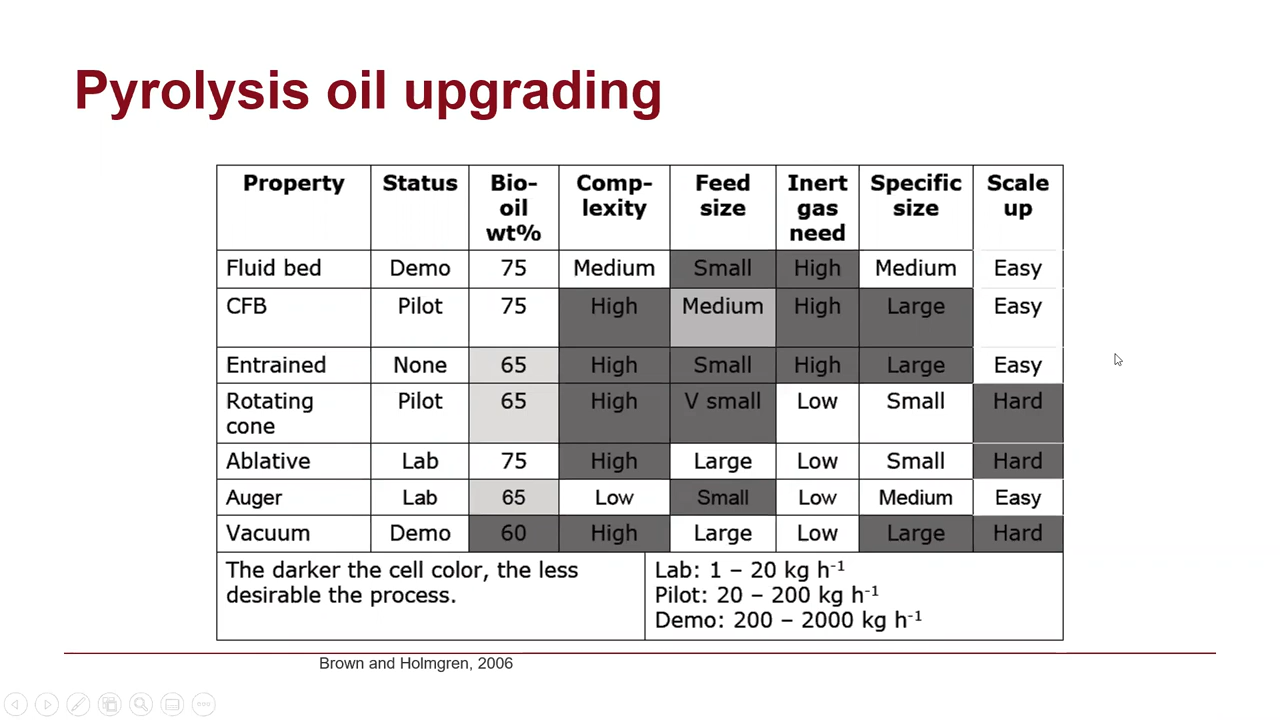 Pyrolysis oil upgrading
Property Status Bio- Comp- Feed Inert Specific Scale
oil lexity size gas size up
wt% need
Fluid bed Demo 75 Medium Small High Medium Easy
CFB Pilot 75 High Medium High Large Easy
Entrained None 65 High Small High Large Easy
Rotating Pilot 65 High V small Low Small Hard
cone
Ablative Lab 75 High Large Low Small Hard
Auger Lab 65 Low Small Low Medium Easy
Vacuum Demo 60 High Large Low Large Hard
The darker the cell color, the less
desirable the process.
Lab: 1 – 20 kg h⁻¹
Pilot: 20 – 200 kg h⁻¹
Demo: 200 – 2000 kg h⁻¹
Brown and Holmgren, 2006